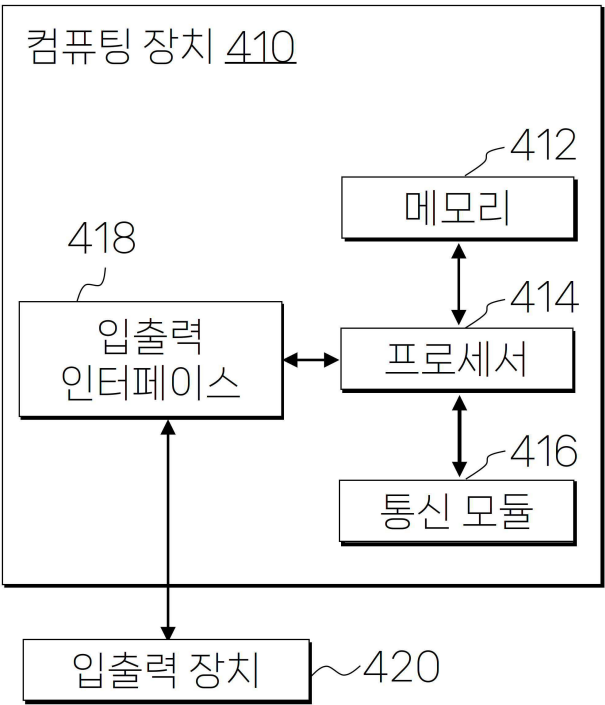 컴퓨팅 장치 410
412
메모리
418
414
입출력
인터페이스
프로세서
416
통신 모듈
입출력 장치
420